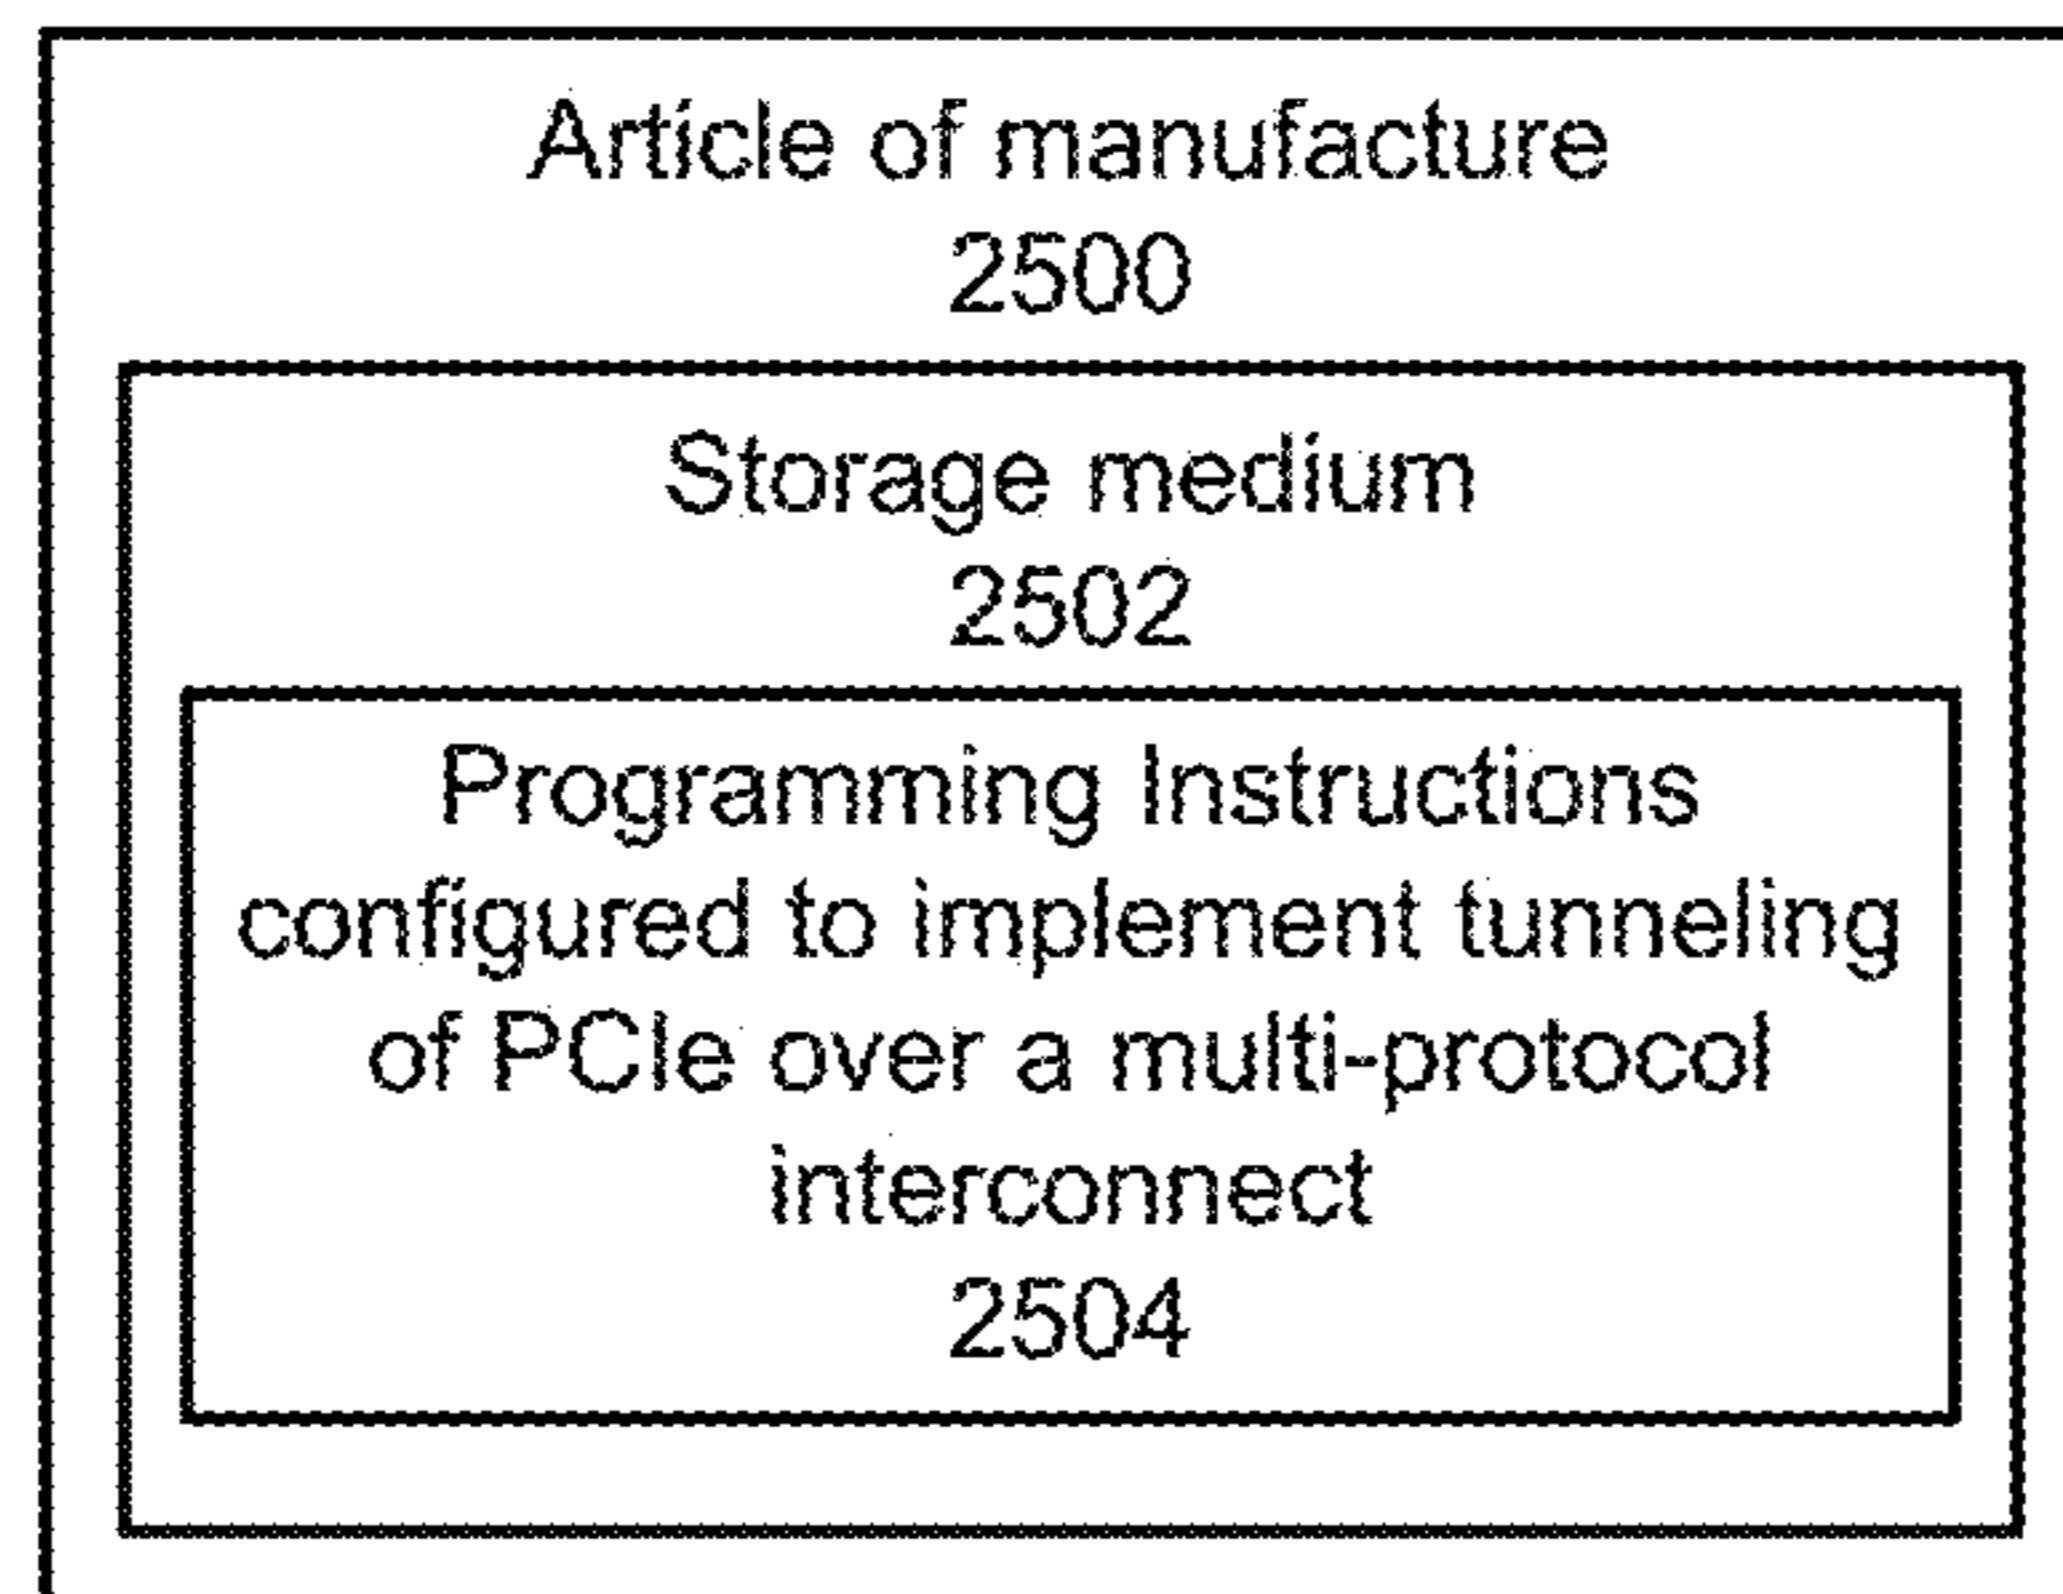 Article of manufacture
2500
Storage medium
2502
Programming Instructions
configured to implement tunneling
of PCIe over a multi-protocol
interconnect
2504